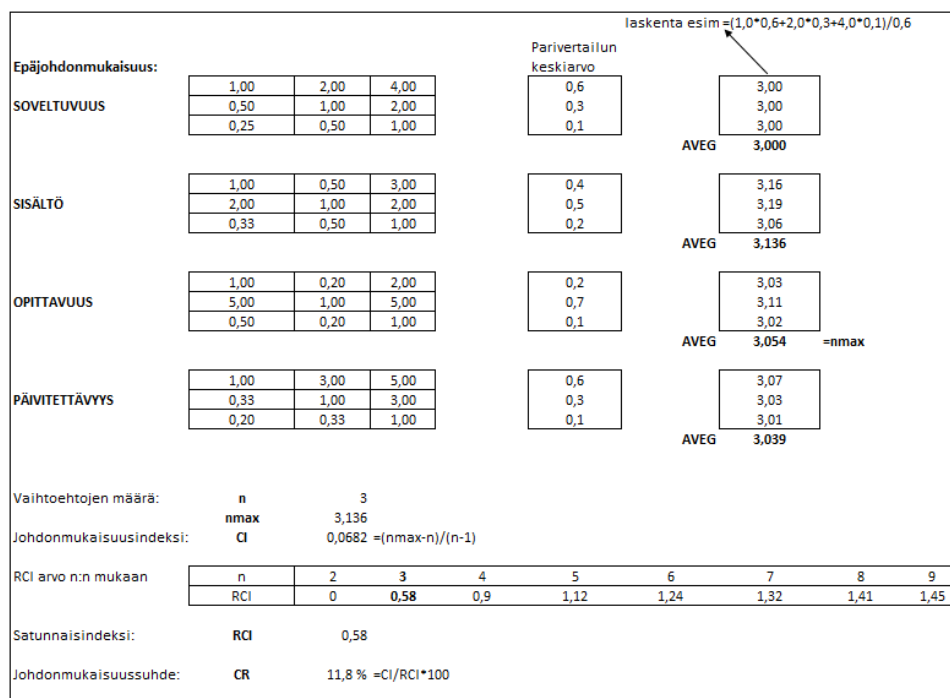 laskenta esim =(1,0*0,6+2,0*0,3+4,0*0,1)/0,6
Parivertailun
Epäjohdonmukaisuus: keskiarvo
1,00 2,00 4,00 0,6 3,00
SOVELTUVUUS 0,50 1,00 2,00 0,3 3,00
0,25 0,50 1,00 0,1 3,00
AVEG 3,000
1,00 0,50 3,00 0,4 3,16
SISÄLTÖ 2,00 1,00 2,00 0,5 3,19
0,33 0,50 1,00 0,2 3,06
AVEG 3,136
1,00 0,20 2,00 0,2 3,03
OPITTAVUUS 5,00 1,00 5,00 0,7 3,11
0,50 0,20 1,00 0,1 3,02
AVEG 3,054 =nmax
1,00 3,00 5,00 0,6 3,07
PÄIVITETTÄVYYS 0,33 1,00 3,00 0,3 3,03
0,20 0,33 1,00 0,1 3,01
AVEG 3,039
Vaihtoehtojen määrä: n 3
nmax 3,136
Johdonmukaisuusindeksi: CI 0,0682 =(nmax-n)/(n-1)
RCI arvo n:n mukaan n 2 3 4 5 6 7 8 9
RCI 0 0,58 0,9 1,12 1,24 1,32 1,41 1,45
Satunnaisindeksi: RCI 0,58
Johdonmukaisuussuhde: CR 11,8 % =CI/RCI*100